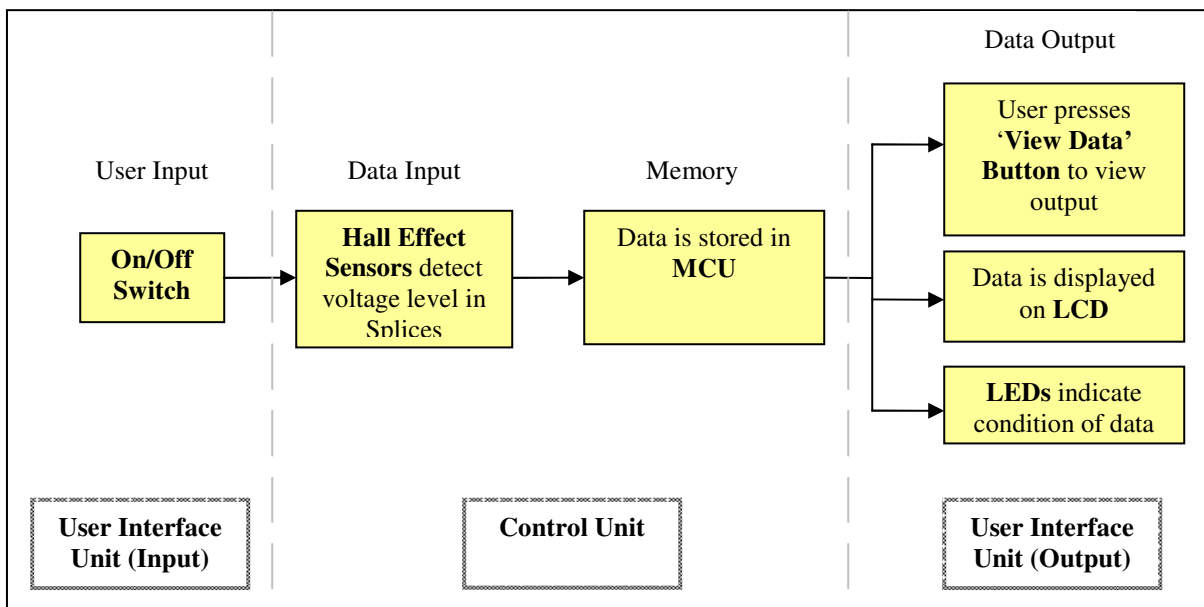 Data Output
User presses
‘View Data’
Button to view
output
User Input
Data Input
Memory
On/Off
Switch
Hall Effect
Sensors detect
voltage level in
Splices
Data is stored in
MCU
Data is displayed
on LCD
LEDs indicate
condition of data
User Interface
Unit (Input)
Control Unit
User Interface
Unit (Output)